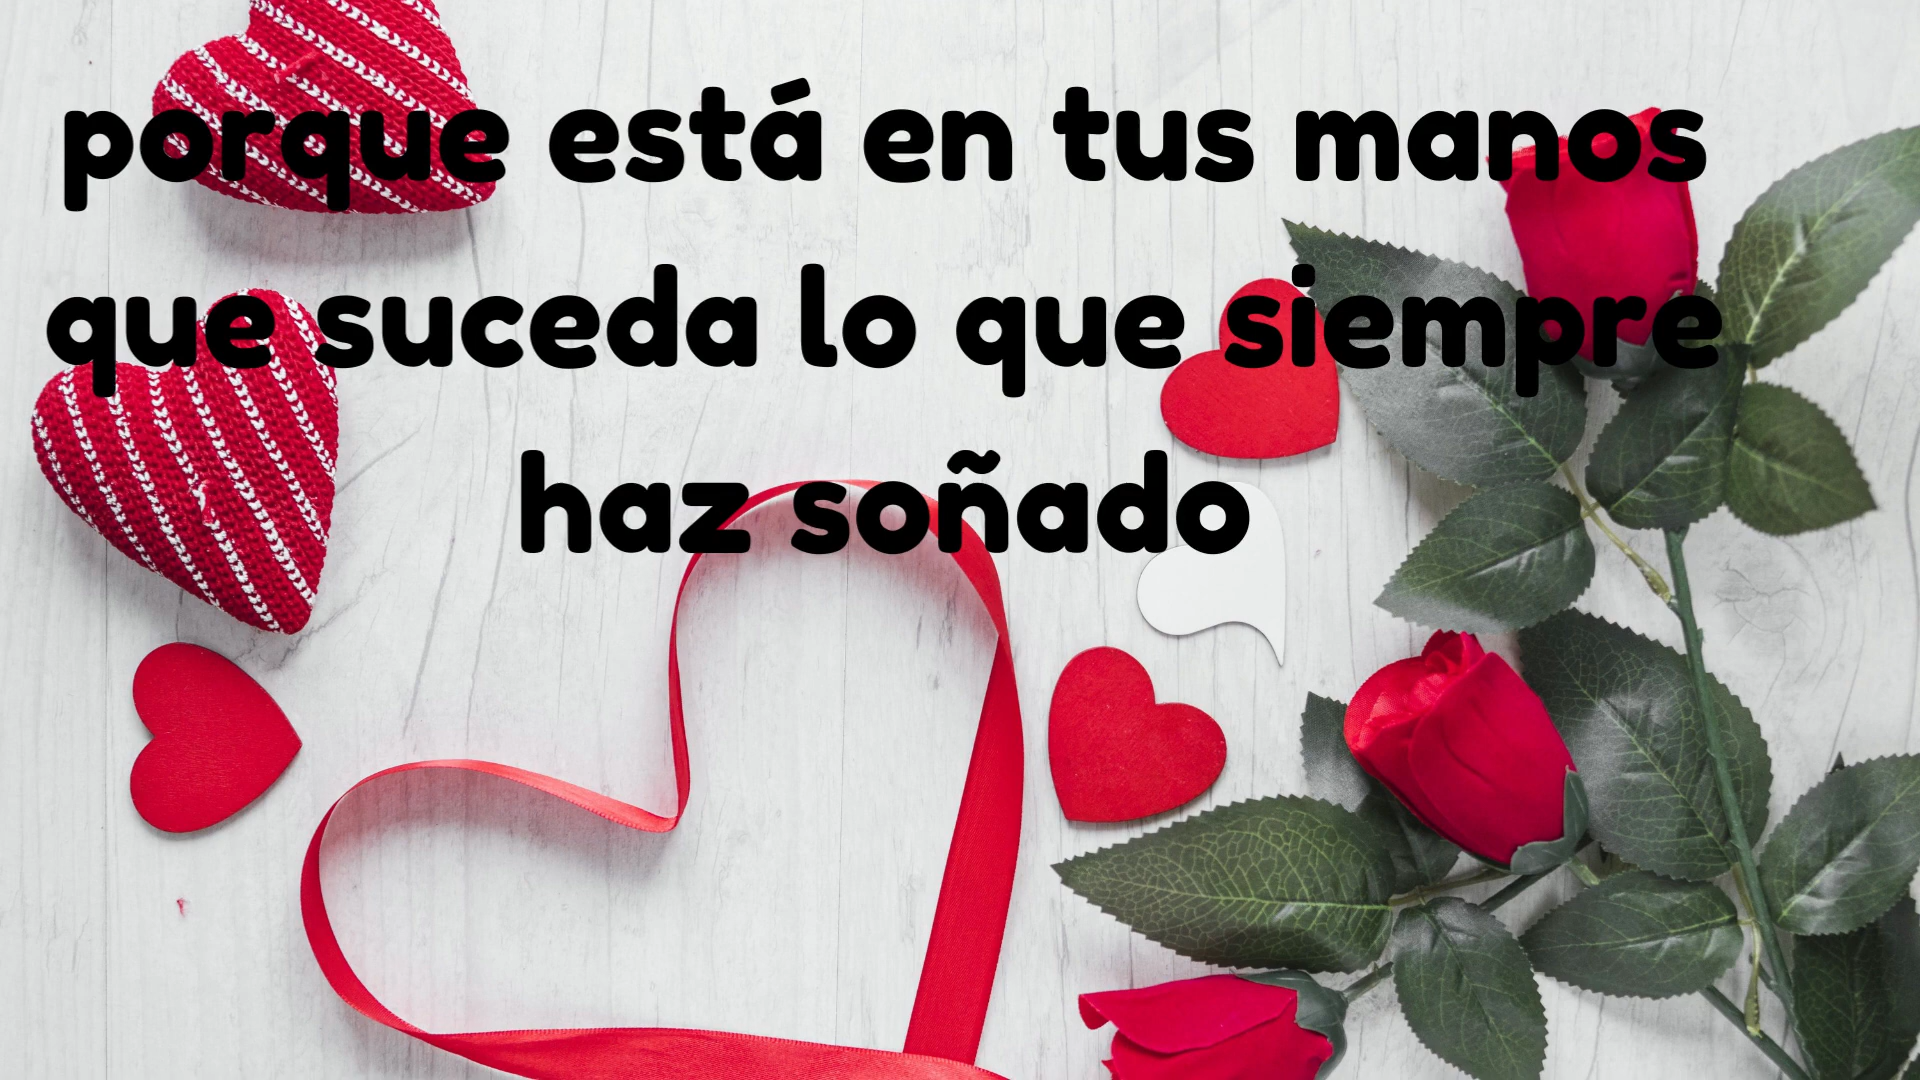 porque está en tus manos
que suceda lo que siempre
haz soñado